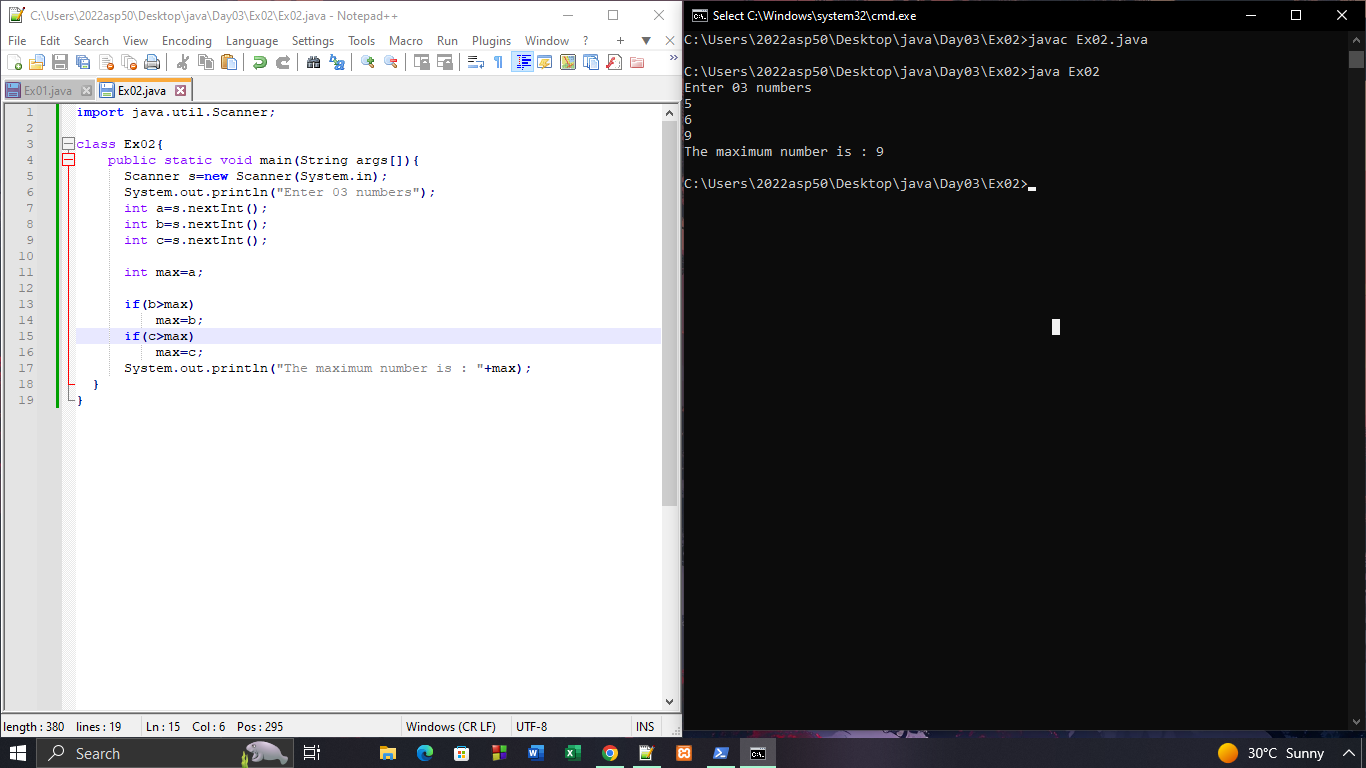 C:\Users\2022asp50\Desktop\java\Day03\Ex02\Ex02.java - Notepad++
File Edit Search View Encoding Language Settings Tools Macro Run Plugins Window ? + ▼ X
Ex01.java Ex02.java
1 import java.util.Scanner;
2
3 class Ex02{
4 public static void main(String args[]){
5 Scanner s=new Scanner(System.in);
6 System.out.println("Enter 03 numbers");
7 int a=s.nextInt();
8 int b=s.nextInt();
9 int c=s.nextInt();
10
11 int max=a;
12
13 if(b>max)
14 max=b;
15 if(c>max)
16 max=c;
17 System.out.println("The maximum number is : "+max);
18 }
19 }
length : 380 lines : 19 Ln : 15 Col : 6 Pos : 295 Windows (CR LF) UTF-8 INS
Select C:\Windows\system32\cmd.exe
C:\Users\2022asp50\Desktop\java\Day03\Ex02>javac Ex02.java
C:\Users\2022asp50\Desktop\java\Day03\Ex02>java Ex02
Enter 03 numbers
5
6
9
The maximum number is : 9
C:\Users\2022asp50\Desktop\java\Day03\Ex02>
Search
30°C Sunny